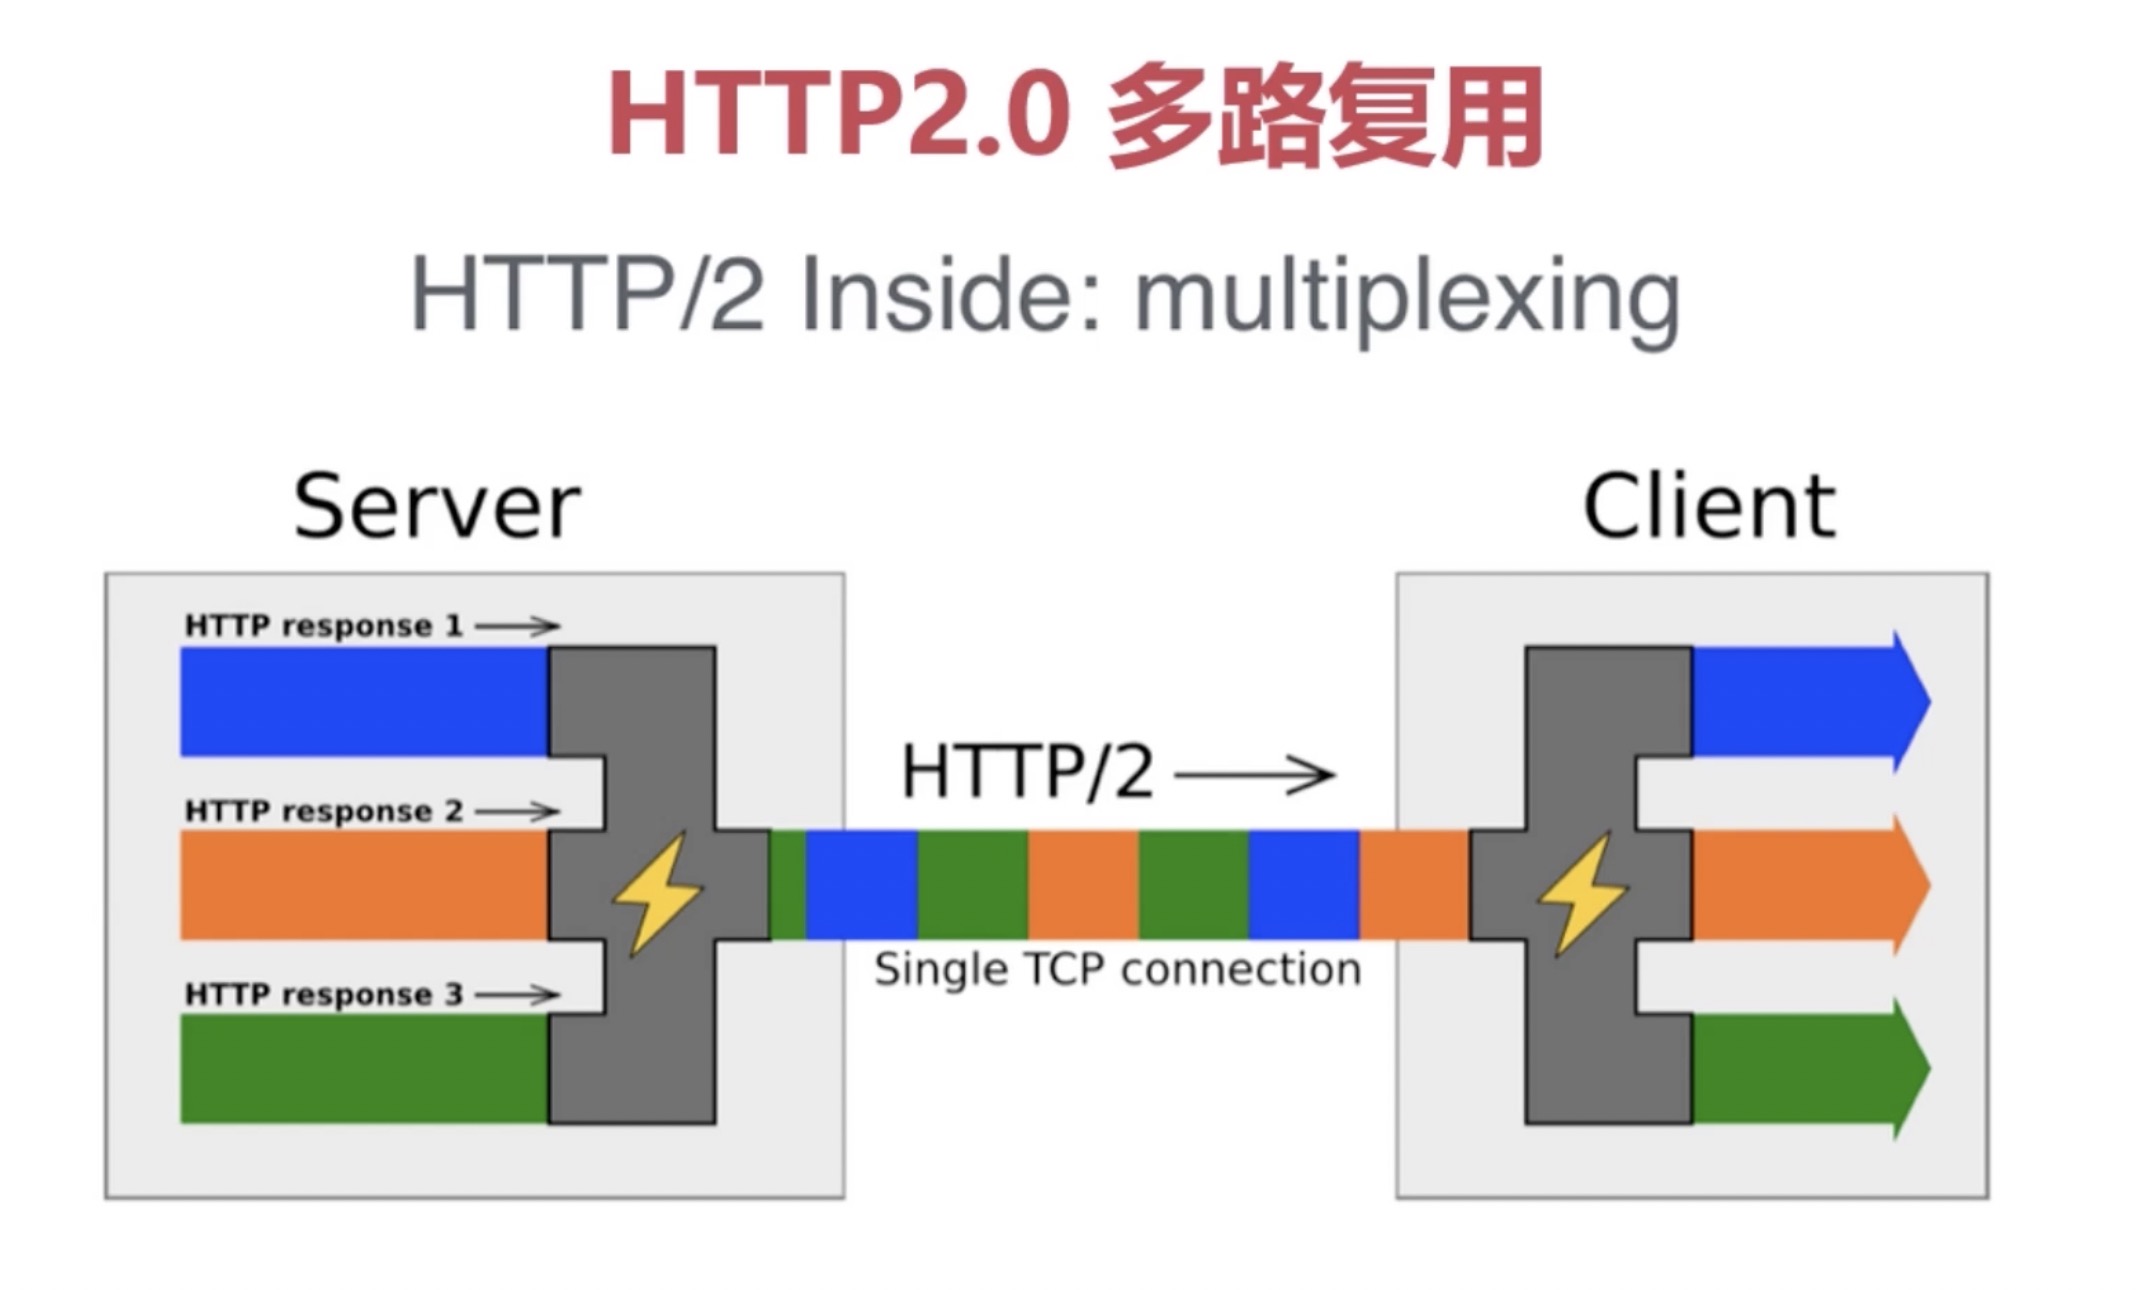 HTTP2.0 多路复用
HTTP/2 Inside: multiplexing
Server
Client
HTTP response 1
HTTP response 2
HTTP response 3
HTTP/2
Single TCP connection